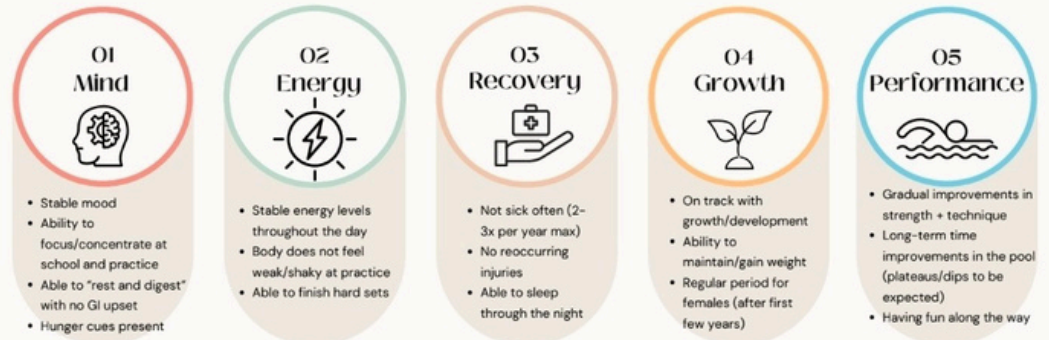 01
Mind
• Stable mood
• Ability to
focus/concentrate at
school and practice
• Able to "rest and digest"
with no GI upset
• Hunger cues present
02
Energy
• Stable energy levels
throughout the day
• Body does not feel
weak/shaky at practice
• Able to finish hard sets
03
Recovery
• Not sick often (2-
3x per year max)
• No reoccurring
injuries
• Able to sleep
through the night
04
Growth
• On track with
growth/development
• Ability to
maintain/gain weight
• Regular period for
females (after first
few years)
05
Performance
• Gradual improvements in
strength + technique
• Long-term time
improvements in the pool
(plateaus/dips to be
expected)
• Having fun along the way